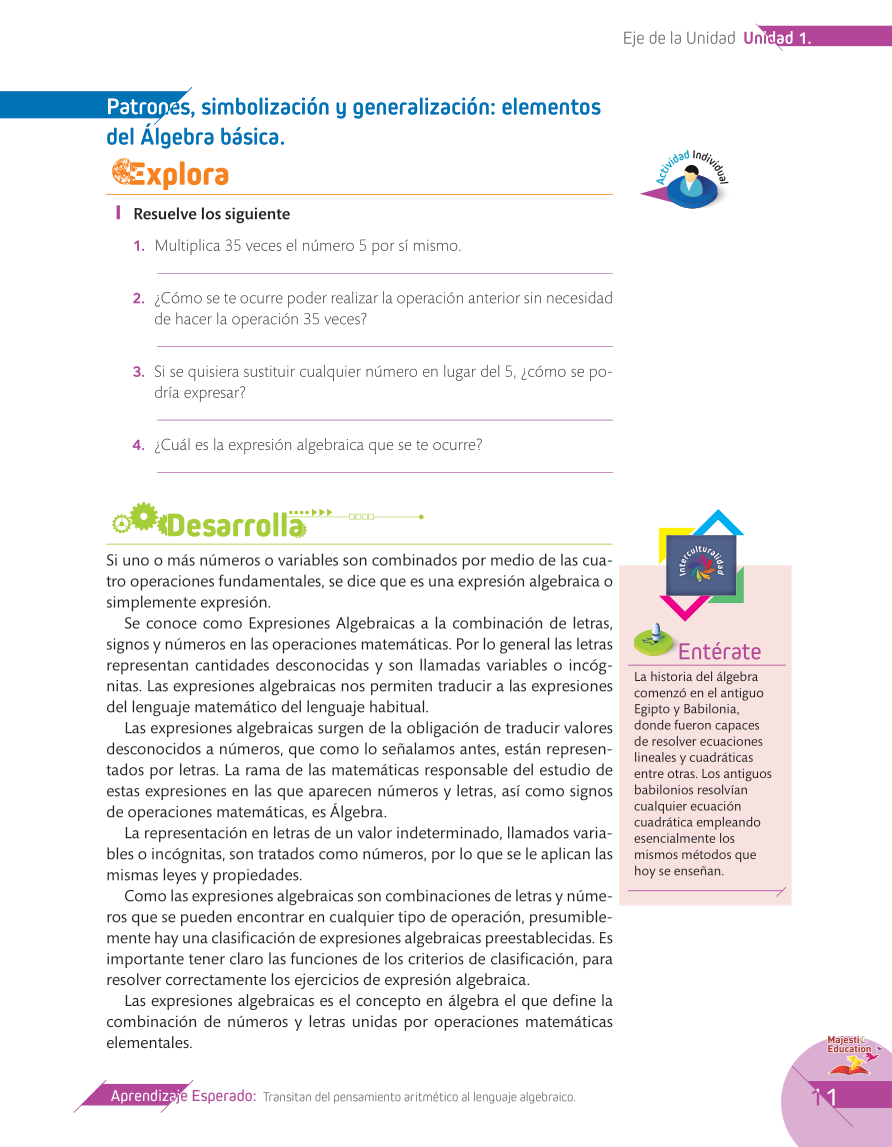 Eje de la Unidad Unidad 1.
Patrones, simbolización y generalización: elementos
del Álgebra básica.
Explora
Actividad Individual
I Resuelve los siguiente
1. Multiplica 35 veces el número 5 por sí mismo.
2. ¿Cómo se te ocurre poder realizar la operación anterior sin necesidad
de hacer la operación 35 veces?
3. Si se quisiera sustituir cualquier número en lugar del 5, ¿cómo se po-
dría expresar?
4. ¿Cuál es la expresión algebraica que se te ocurre?
Desarrolla
Si uno o más números o variables son combinados por medio de las cua-
tro operaciones fundamentales, se dice que es una expresión algebraica o
simplemente expresión.
Se conoce como Expresiones Algebraicas a la combinación de letras,
signos y números en las operaciones matemáticas. Por lo general las letras
representan cantidades desconocidas y son llamadas variables o incóg-
nitas. Las expresiones algebraicas nos permiten traducir a las expresiones
del lenguaje matemático del lenguaje habitual.
Las expresiones algebraicas surgen de la obligación de traducir valores
desconocidos a números, que como lo señalamos antes, están represen-
tados por letras. La rama de las matemáticas responsable del estudio de
estas expresiones en las que aparecen números y letras, así como signos
de operaciones matemáticas, es Álgebra.
La representación en letras de un valor indeterminado, llamados varia-
bles o incógnitas, son tratados como números, por lo que se le aplican las
mismas leyes y propiedades.
Como las expresiones algebraicas son combinaciones de letras y núme-
ros que se pueden encontrar en cualquier tipo de operación, presumible-
mente hay una clasificación de expresiones algebraicas preestablecidas. Es
importante tener claro las funciones de los criterios de clasificación, para
resolver correctamente los ejercicios de expresión algebraica.
Las expresiones algebraicas es el concepto en álgebra el que define la
combinación de números y letras unidas por operaciones matemáticas
elementales.
Interculturalidad
Entérate
La historia del álgebra
comenzó en el antiguo
Egipto y Babilonia,
donde fueron capaces
de resolver ecuaciones
lineales y cuadráticas
entre otras. Los antiguos
babilonios resolvían
cualquier ecuación
cuadrática empleando
esencialmente los
mismos métodos que
hoy se enseñan.
Majestic
Education
Aprendizaje Esperado: Transitan del pensamiento aritmético al lenguaje algebraico.
11